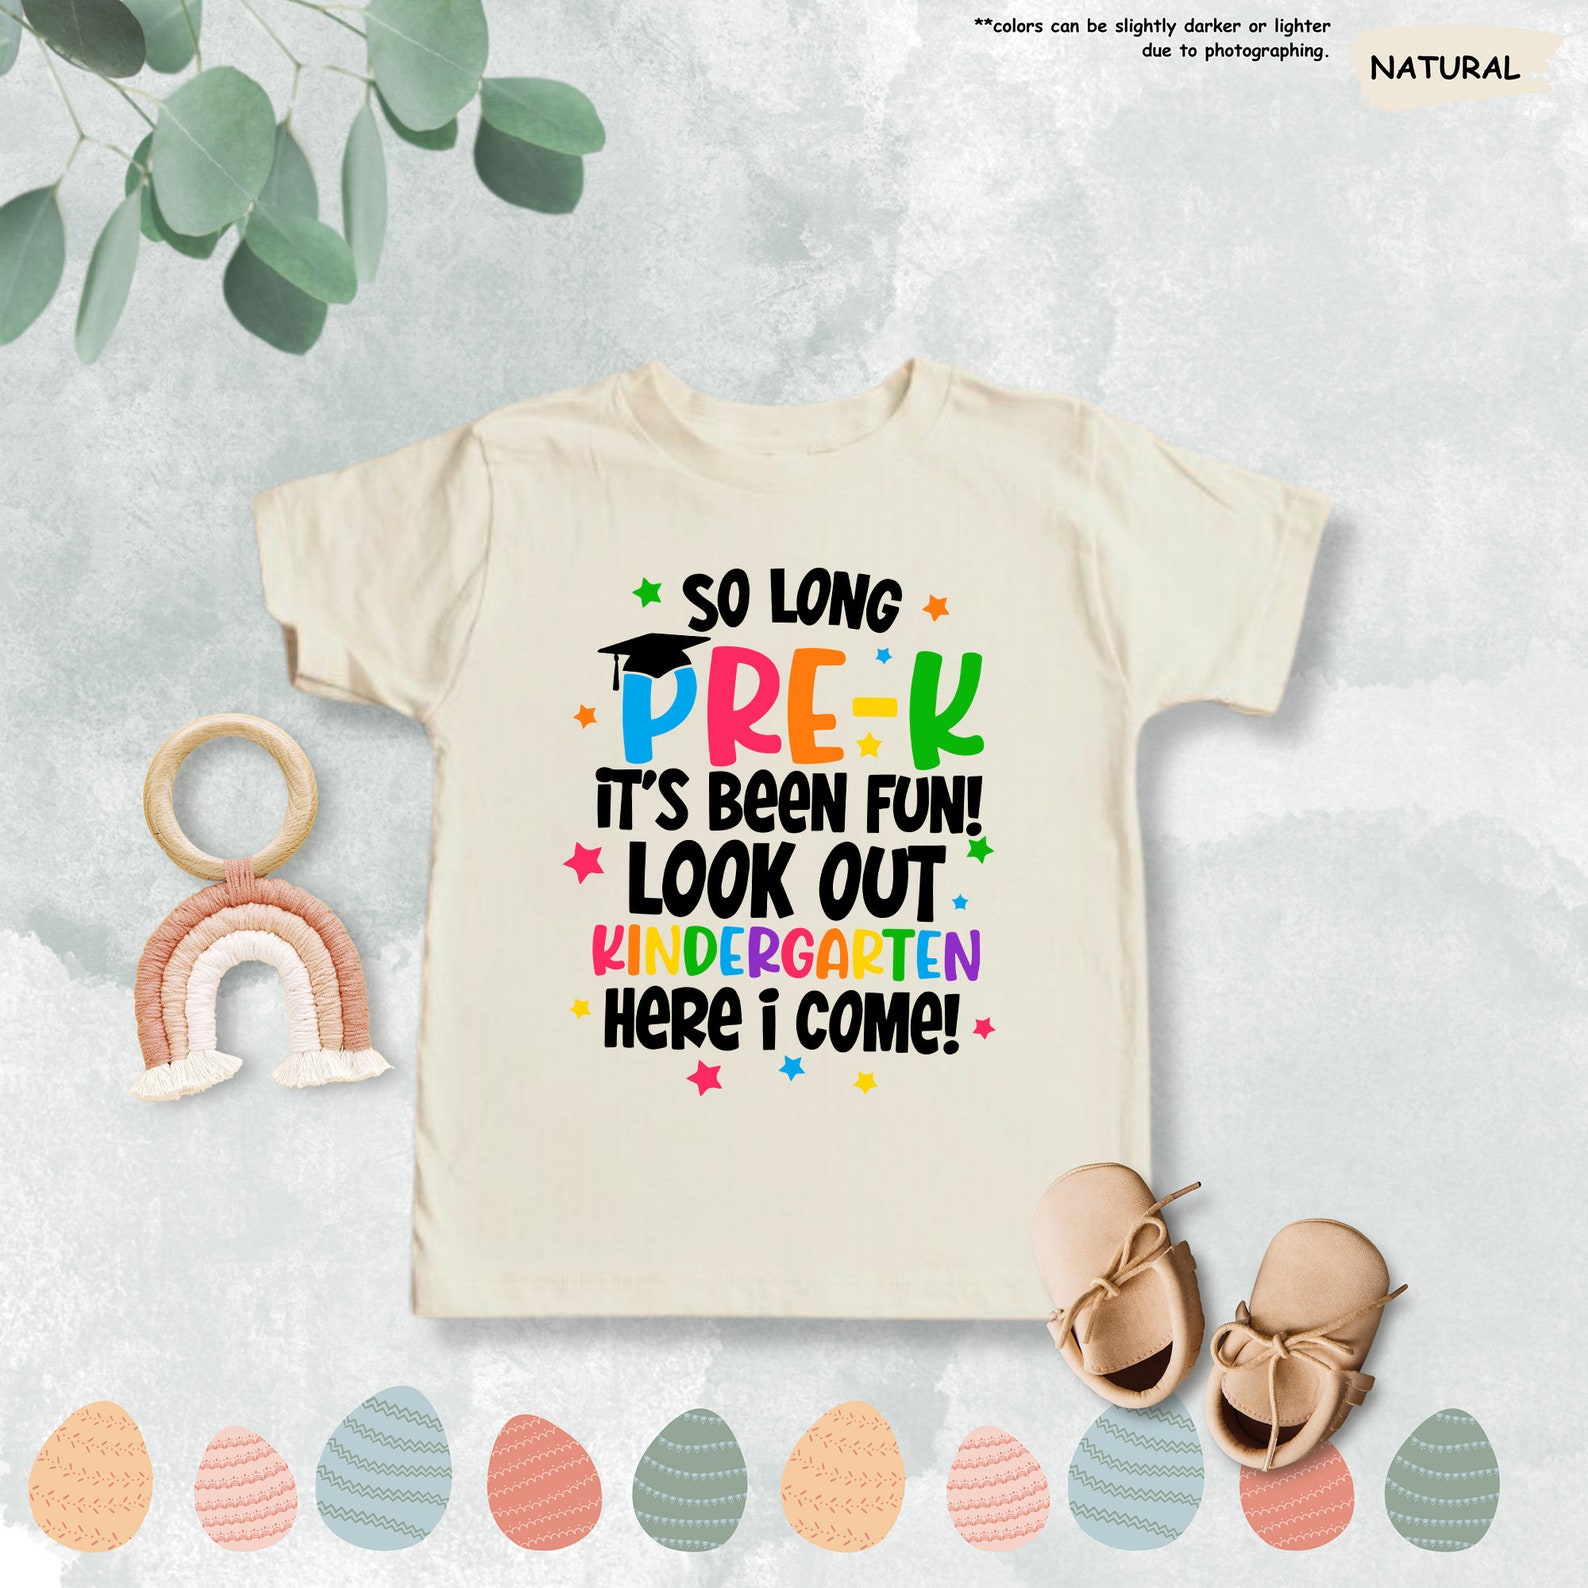 **colors can be slightly darker or lighter
due to photographing.
NATURAL
SO LONG
PRE-K
iT'S BeeN FUN!
LOOK OUT
KINDERGARTEN
HeRe i COMe!